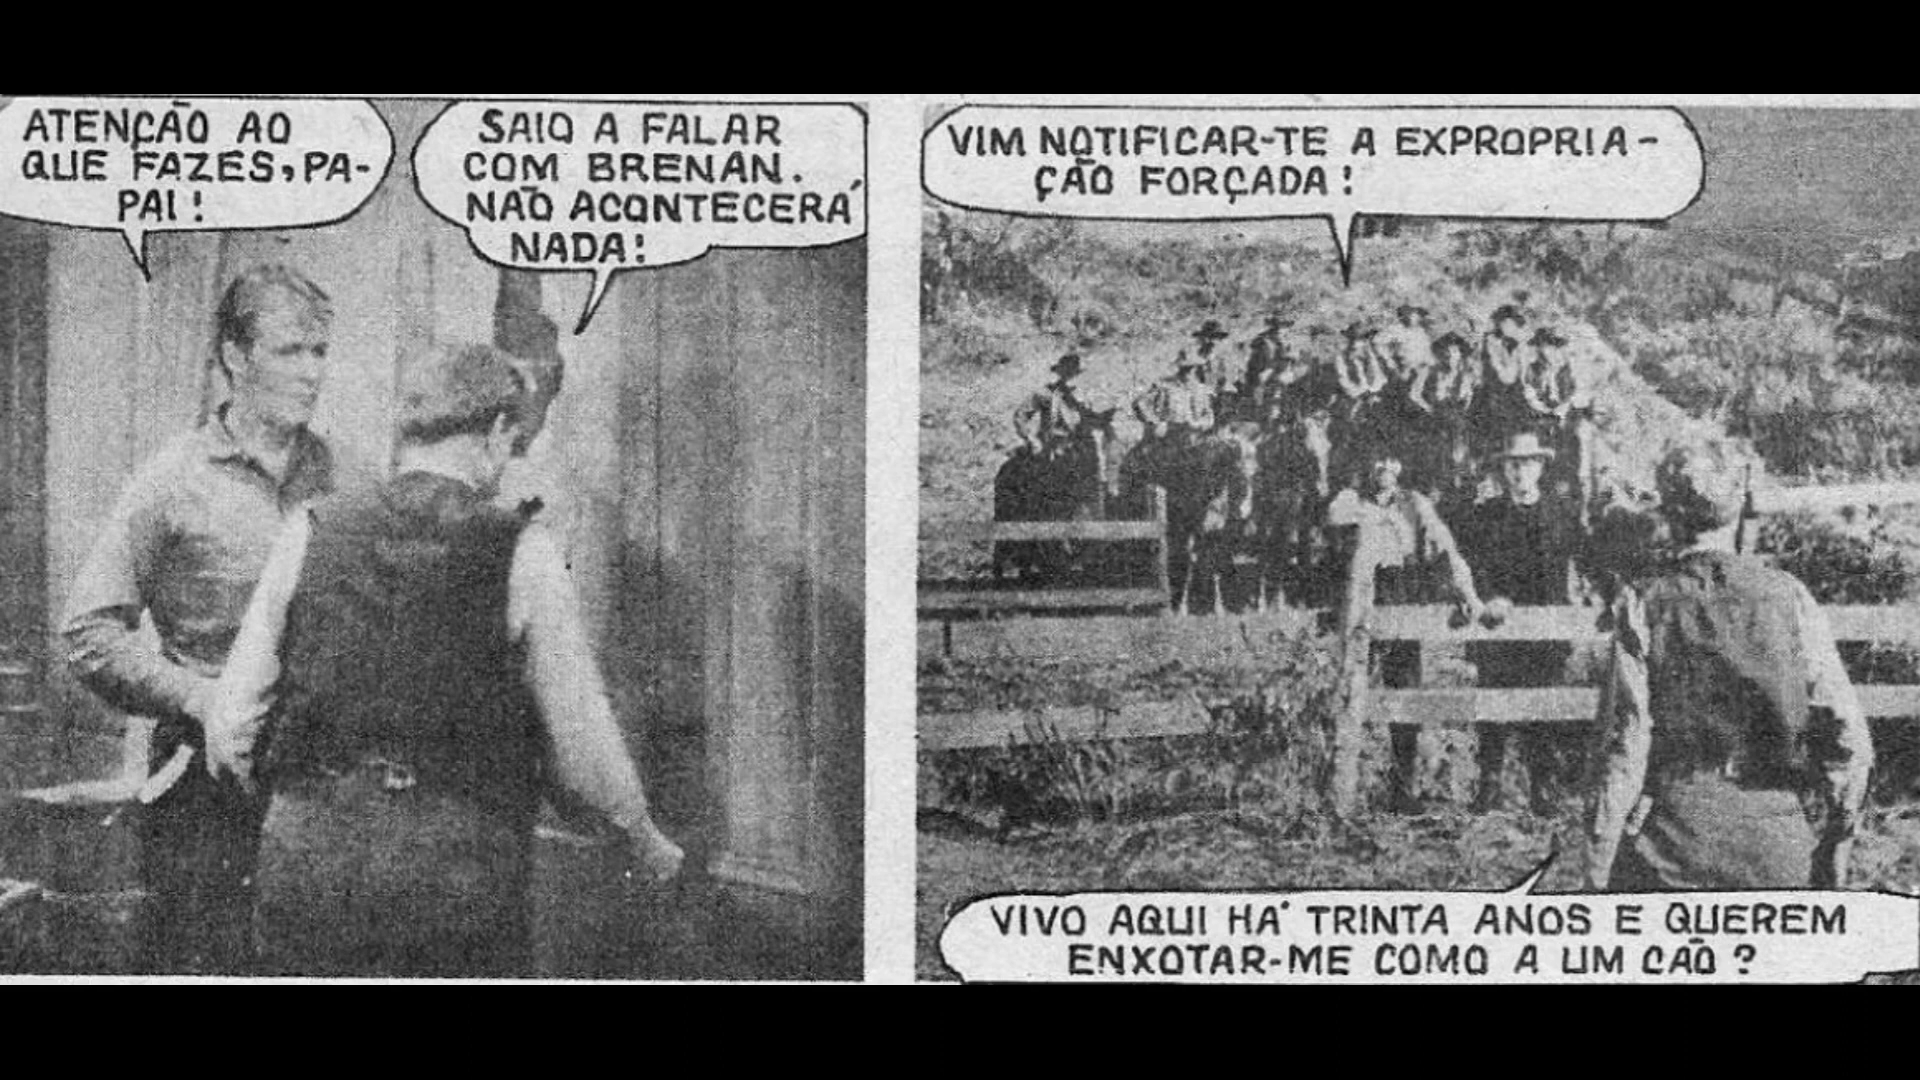 ATENÇÃO AO
QUE FAZES, PA-
PAI!
SAIO A FALAR
COM BRENAN.
NÃO ACONTECERÁ
NADA!
VIM NOTIFICAR-TE A EXPROPRIA-
ÇÃO FORÇADA!
VIVO AQUI HÁ TRINTA ANOS E QUEREM
ENXOTAR-ME COMO A UM CÃO?